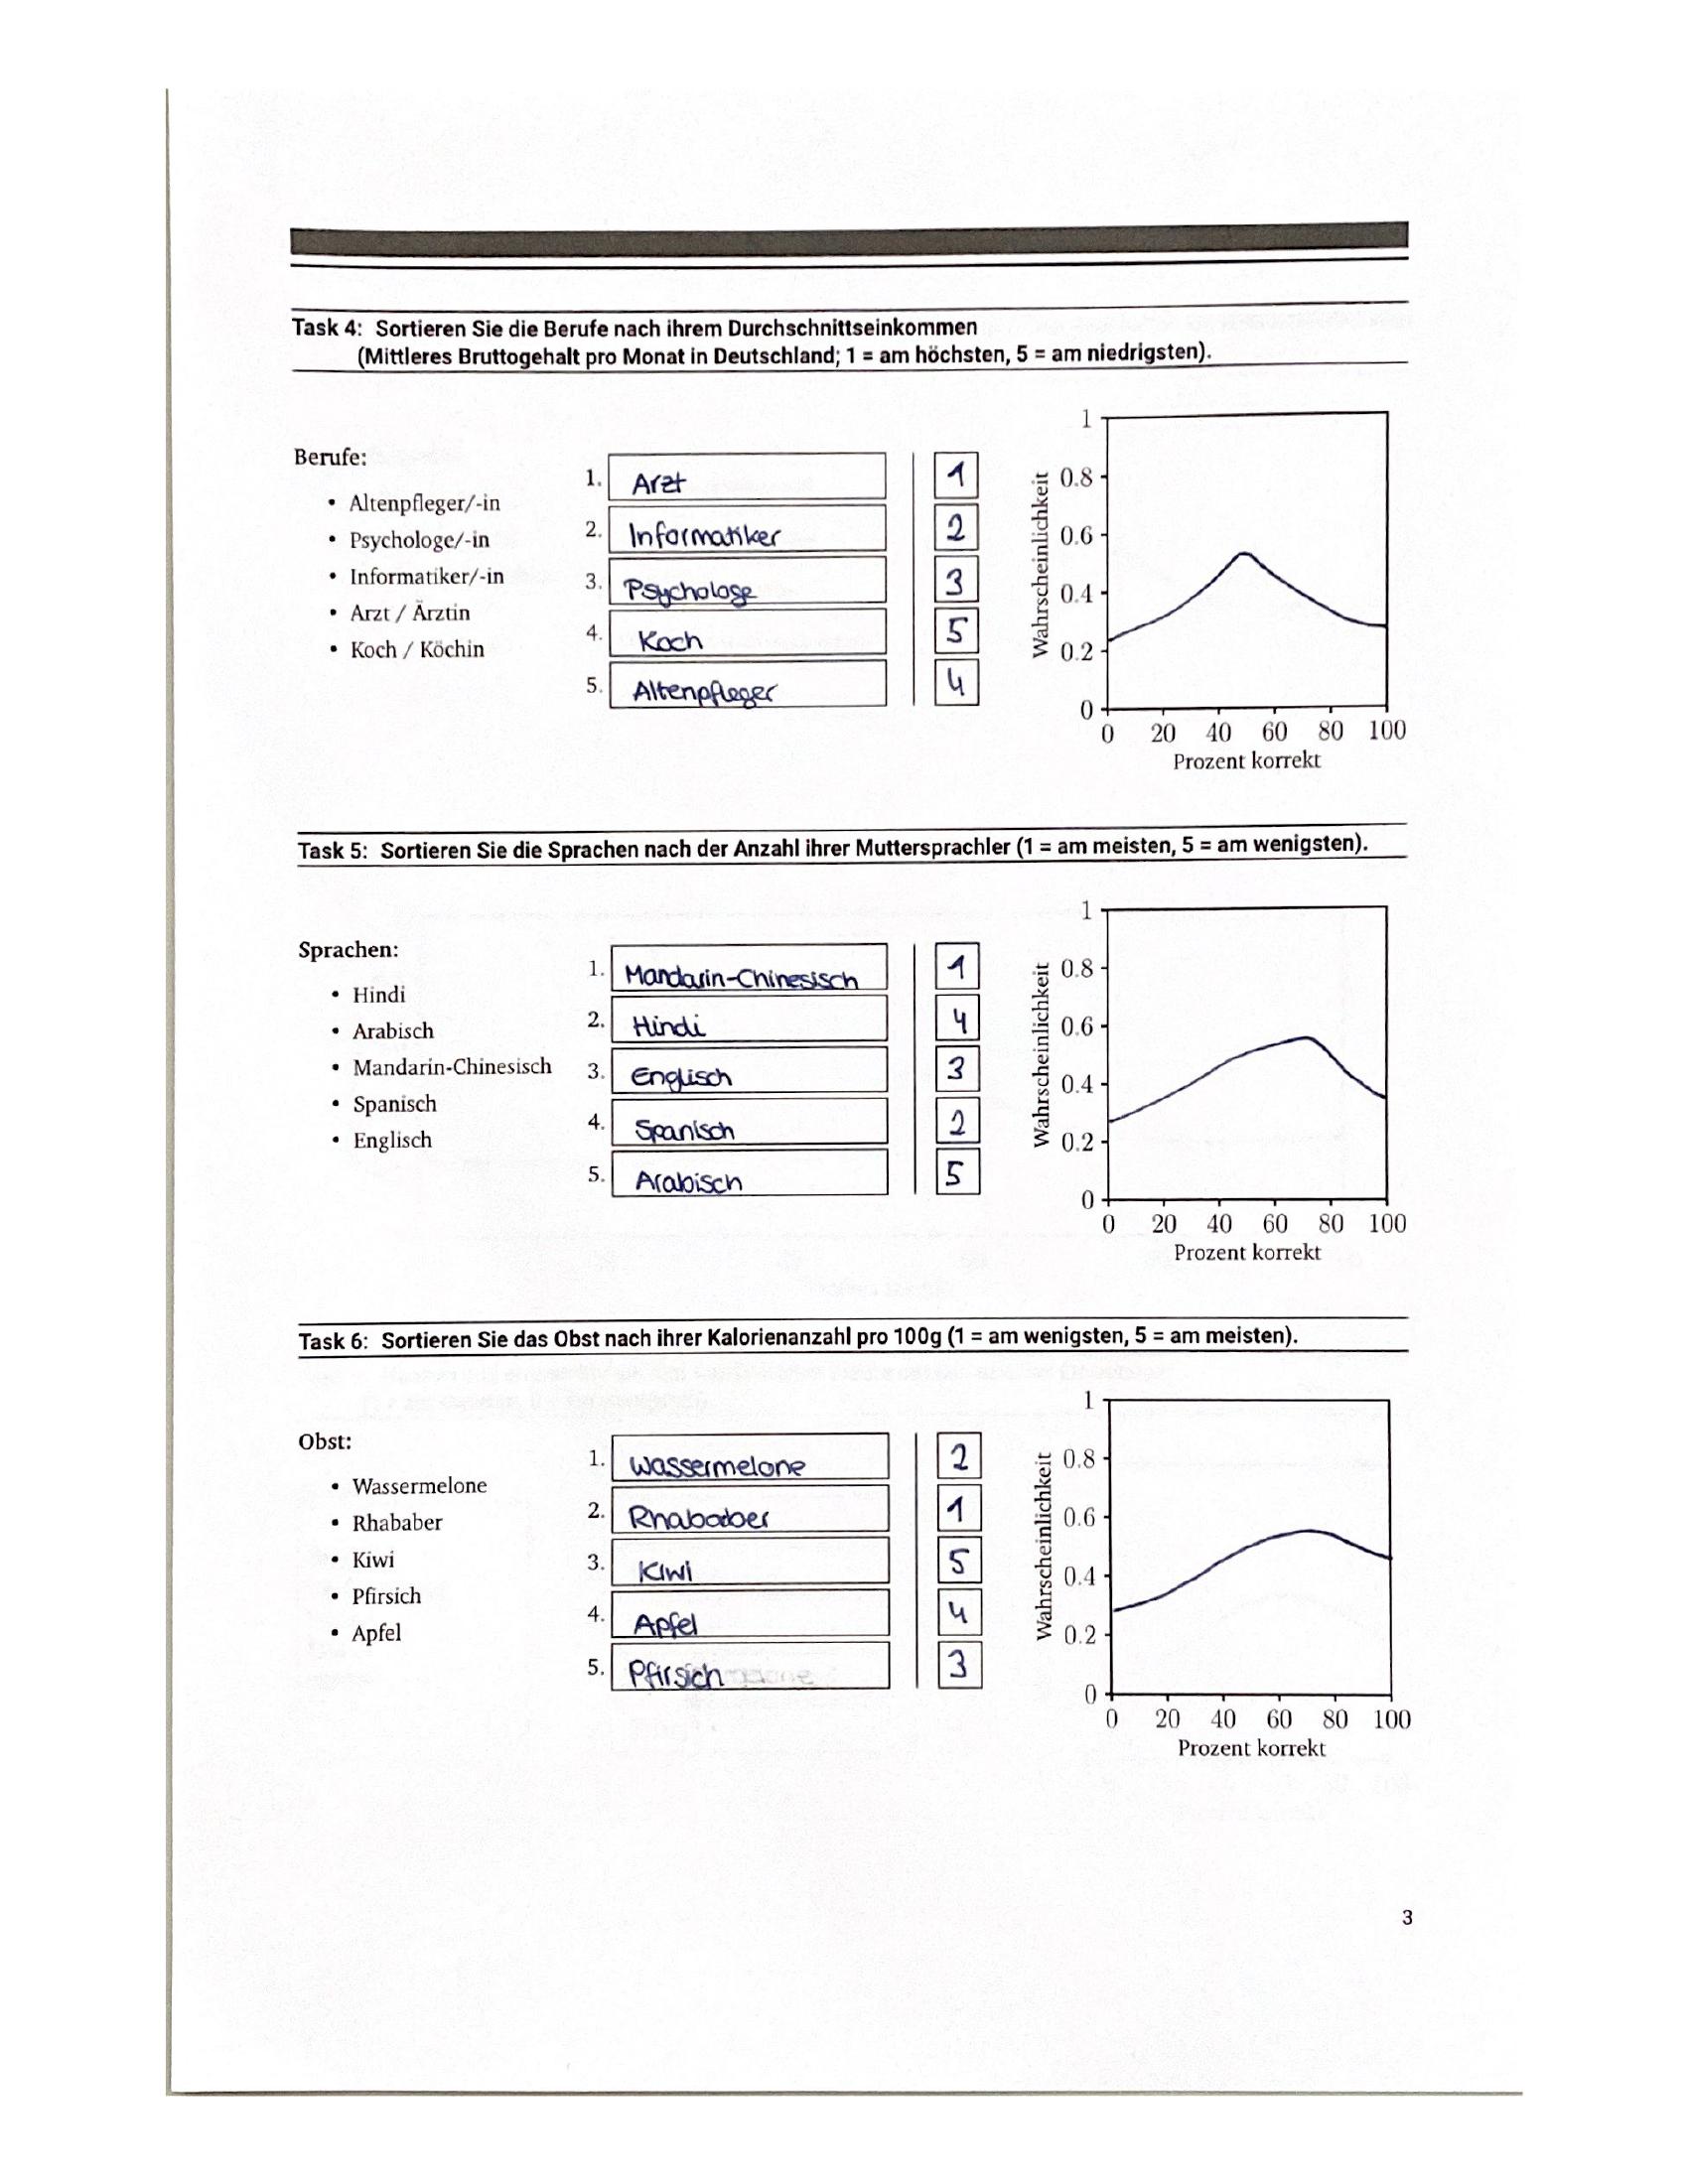 Task 4: Sortieren Sie die Berufe nach ihrem Durchschnittseinkommen
(Mittleres Bruttogehalt pro Monat in Deutschland; 1 = am höchsten, 5 = am niedrigsten).
Berufe:
• Altenpfleger/-in
• Psychologe/-in
• Informatiker/-in
• Arzt / Ärztin
• Koch / Köchin
1. Arzt 1
2. Informatiker 2
3. Psychologe 3
4. Koch 5
5. Altenpfleger 4
Wahrscheinlichkeit
1
0.8
0.6
0.4
0.2
0
0 20 40 60 80 100
Prozent korrekt
Task 5: Sortieren Sie die Sprachen nach der Anzahl ihrer Muttersprachler (1 = am meisten, 5 = am wenigsten).
Sprachen:
• Hindi
• Arabisch
• Mandarin-Chinesisch
• Spanisch
• Englisch
1. Mandarin-Chinesisch 1
2. Hindi 4
3. Englisch 3
4. Spanisch 2
5. Arabisch 5
Wahrscheinlichkeit
1
0.8
0.6
0.4
0.2
0
0 20 40 60 80 100
Prozent korrekt
Task 6: Sortieren Sie das Obst nach ihrer Kalorienanzahl pro 100g (1 = am wenigsten, 5 = am meisten).
Obst:
• Wassermelone
• Rhababer
• Kiwi
• Pfirsich
• Apfel
1. Wassermelone 2
2. Rhababer 1
3. Kiwi 5
4. Apfel 4
5. Pfirsich 3
Wahrscheinlichkeit
1
0.8
0.6
0.4
0.2
0
0 20 40 60 80 100
Prozent korrekt
3